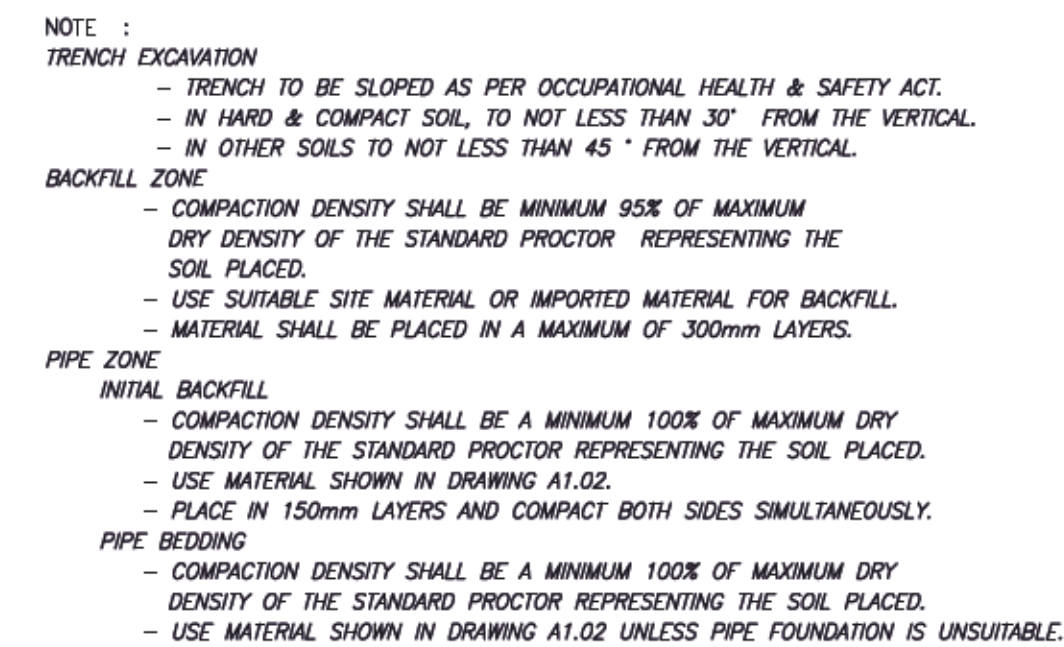 NOTE :
TRENCH EXCAVATION
– TRENCH TO BE SLOPED AS PER OCCUPATIONAL HEALTH & SAFETY ACT.
– IN HARD & COMPACT SOIL, TO NOT LESS THAN 30° FROM THE VERTICAL.
– IN OTHER SOILS TO NOT LESS THAN 45 ° FROM THE VERTICAL.
BACKFILL ZONE
– COMPACTION DENSITY SHALL BE MINIMUM 95% OF MAXIMUM
DRY DENSITY OF THE STANDARD PROCTOR REPRESENTING THE
SOIL PLACED.
– USE SUITABLE SITE MATERIAL OR IMPORTED MATERIAL FOR BACKFILL.
– MATERIAL SHALL BE PLACED IN A MAXIMUM OF 300mm LAYERS.
PIPE ZONE
INITIAL BACKFILL
– COMPACTION DENSITY SHALL BE A MINIMUM 100% OF MAXIMUM DRY
DENSITY OF THE STANDARD PROCTOR REPRESENTING THE SOIL PLACED.
– USE MATERIAL SHOWN IN DRAWING A1.02.
– PLACE IN 150mm LAYERS AND COMPACT BOTH SIDES SIMULTANEOUSLY.
PIPE BEDDING
– COMPACTION DENSITY SHALL BE A MINIMUM 100% OF MAXIMUM DRY
DENSITY OF THE STANDARD PROCTOR REPRESENTING THE SOIL PLACED.
– USE MATERIAL SHOWN IN DRAWING A1.02 UNLESS PIPE FOUNDATION IS UNSUITABLE.